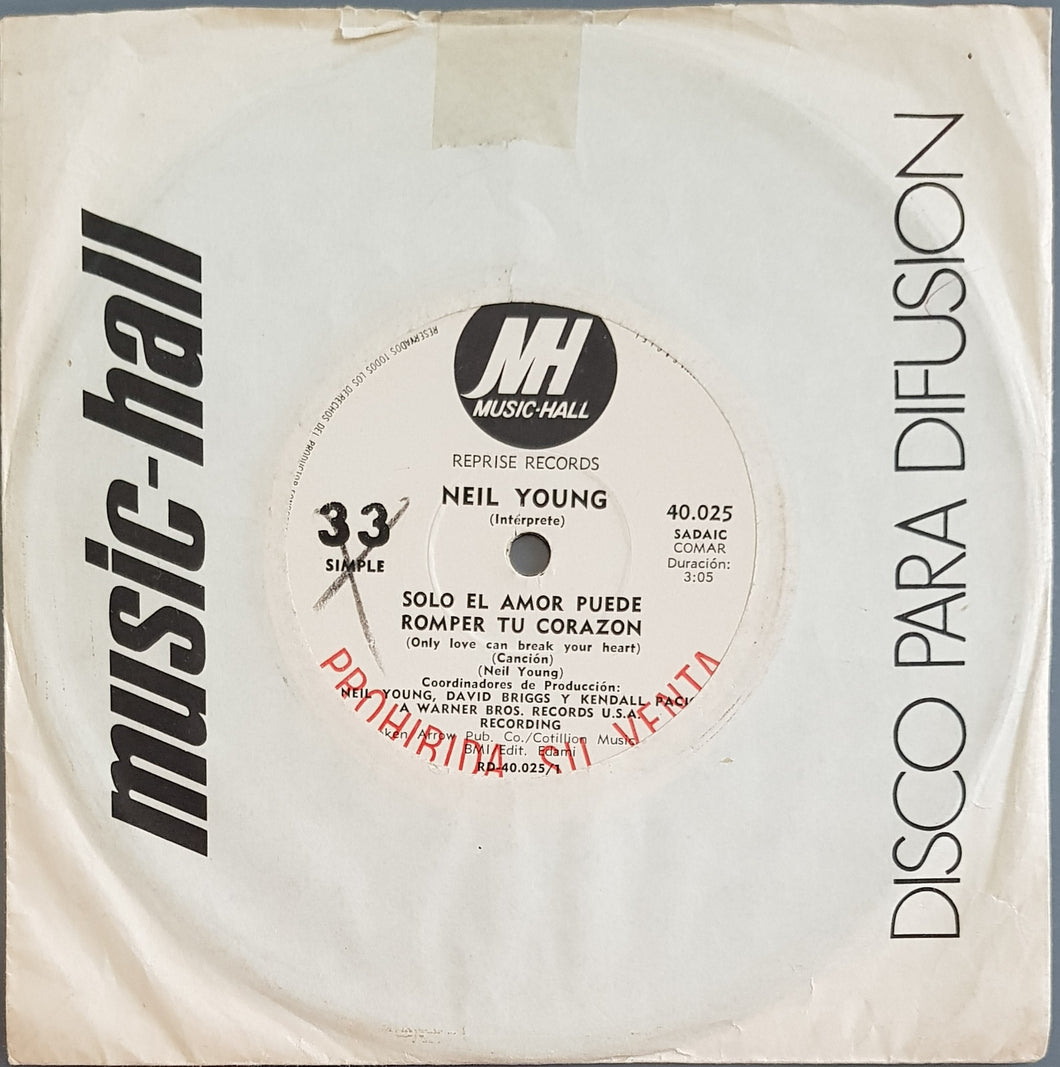 music-hall
DISCO PARA DIFUSION
MH
MUSIC-HALL
RESERVADOS TODOS LOS DERECHOS DEL
REPRISE RECORDS
NEIL YOUNG
(Intérprete)
33
SIMPLE
40.025
SADAIC
COMAR
Duración:
3:05
SOLO EL AMOR PUEDE
ROMPER TU CORAZON
(Only love can break your heart)
(Canción)
(Neil Young)
Coordinadores de Producción:
NEIL YOUNG, DAVID BRIGGS Y KENDALL
A WARNER BROS. RECORDS U.S.A.
RECORDING
Arrow Pub. Co./Cotillion Music
BMI Edit. Edami
RD-40.025/1
PROHIBIDA SU VENTA